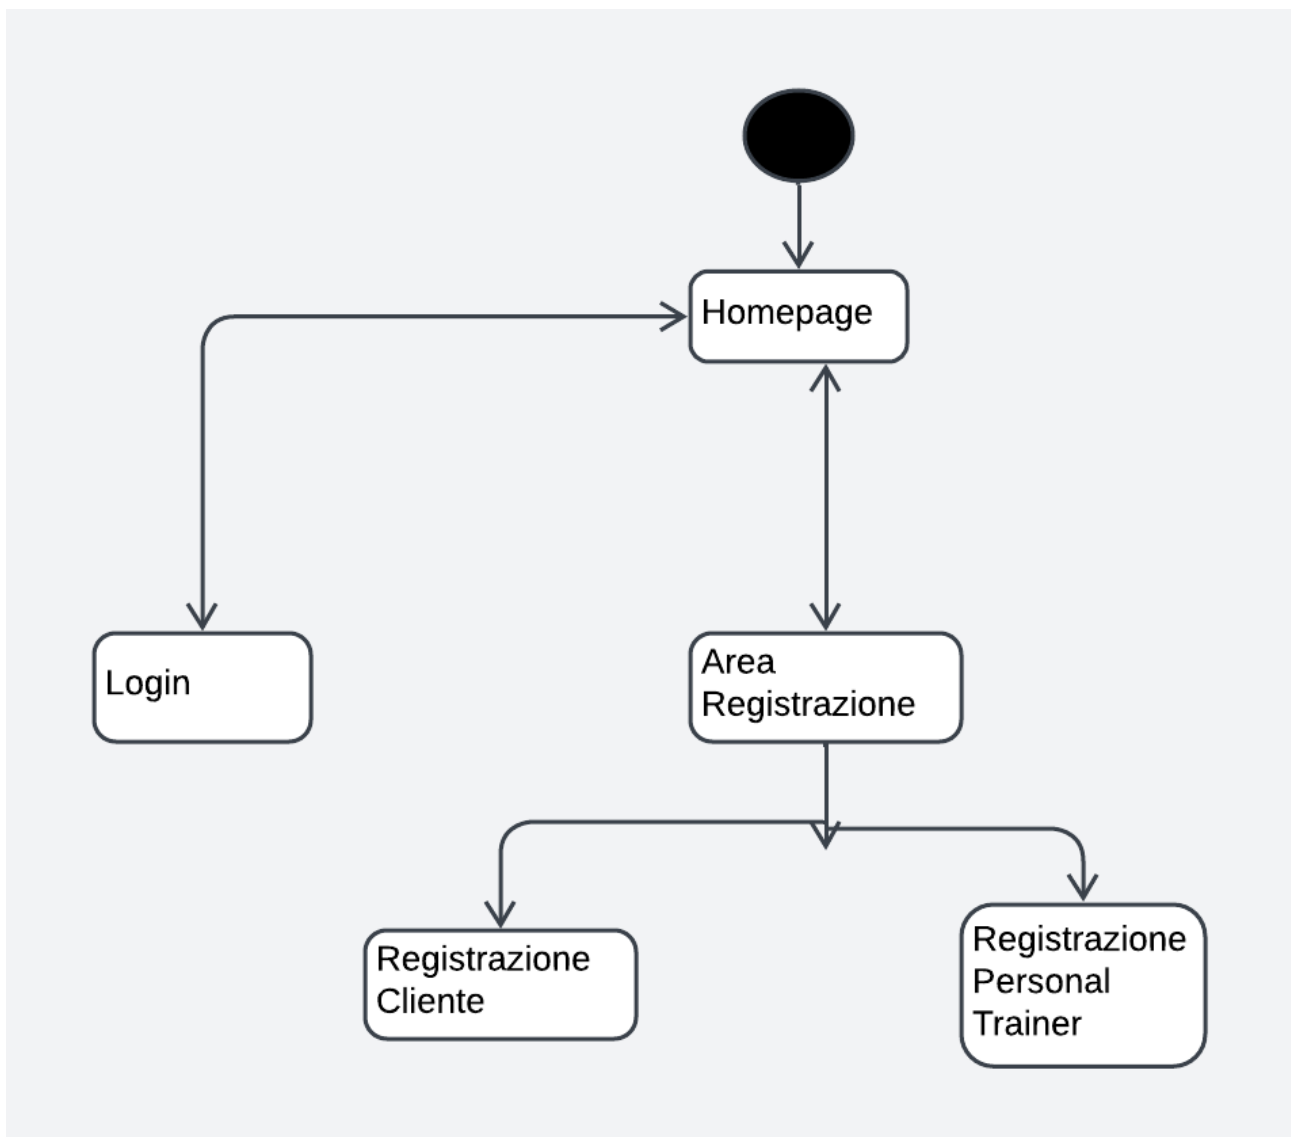 Homepage
Login
Area
Registrazione
Registrazione
Cliente
Registrazione
Personal
Trainer